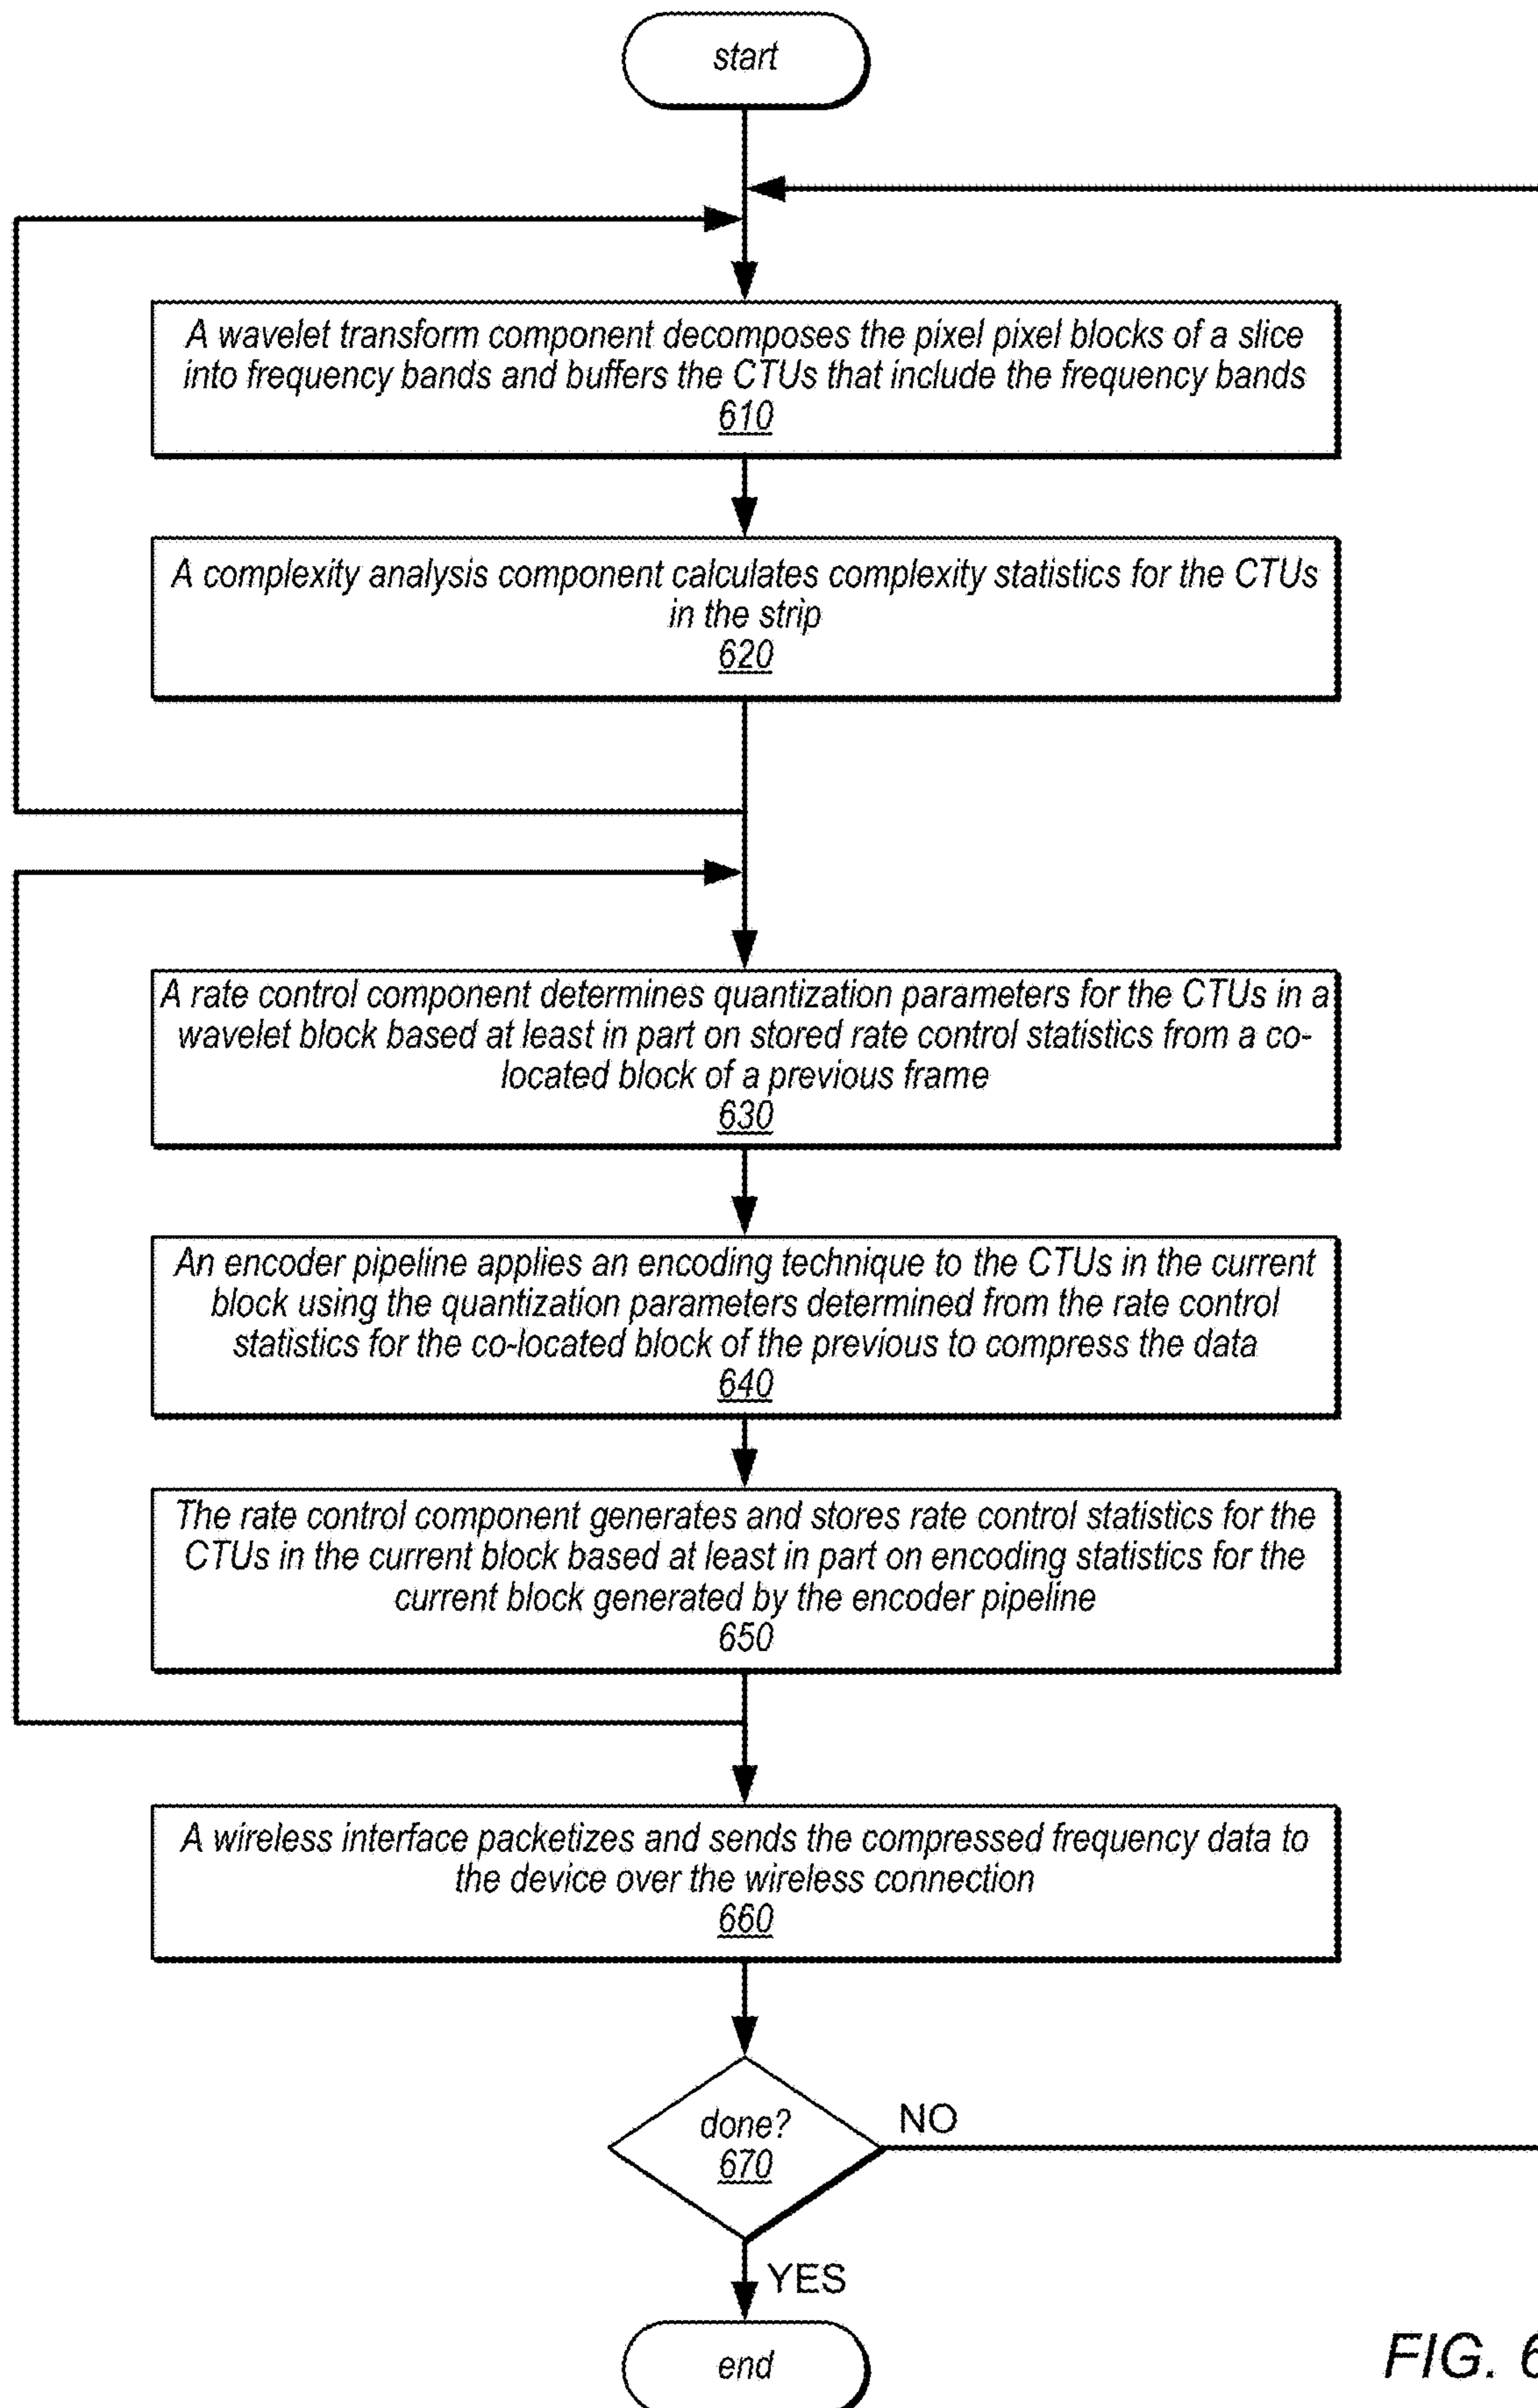 start
A wavelet transform component decomposes the pixel pixel blocks of a slice
into frequency bands and buffers the CTUs that include the frequency bands
610
A complexity analysis component calculates complexity statistics for the CTUs
in the strip
620
A rate control component determines quantization parameters for the CTUs in a
wavelet block based at least in part on stored rate control statistics from a co-
located block of a previous frame
630
An encoder pipeline applies an encoding technique to the CTUs in the current
block using the quantization parameters determined from the rate control
statistics for the co-located block of the previous to compress the data
640
The rate control component generates and stores rate control statistics for the
CTUs in the current block based at least in part on encoding statistics for the
current block generated by the encoder pipeline
650
A wireless interface packetizes and sends the compressed frequency data to
the device over the wireless connection
660
done?
670
NO
YES
end
FIG. 6